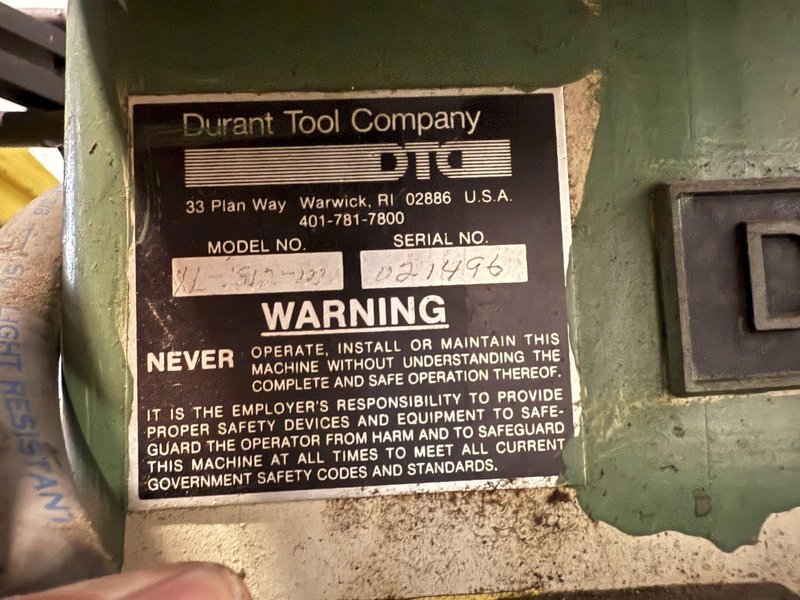 Durant Tool Company
DTC
33 Plan Way Warwick, RI 02886 U.S.A.
401-781-7800
MODEL NO. SERIAL NO.
021496
WARNING
NEVER OPERATE, INSTALL OR MAINTAIN THIS
MACHINE WITHOUT UNDERSTANDING THE
COMPLETE AND SAFE OPERATION THEREOF.
IT IS THE EMPLOYER'S RESPONSIBILITY TO PROVIDE
PROPER SAFETY DEVICES AND EQUIPMENT TO SAFE-
GUARD THE OPERATOR FROM HARM AND TO SAFEGUARD
THIS MACHINE AT ALL TIMES TO MEET ALL CURRENT
GOVERNMENT SAFETY CODES AND STANDARDS.
D
LIGHT RESISTANT